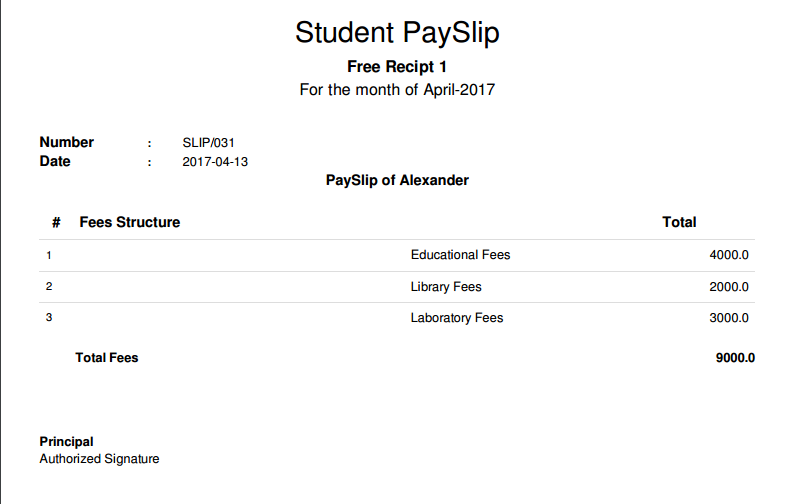 Student PaySlip
Free Recipt 1
For the month of April-2017
Number : SLIP/031
Date : 2017-04-13
PaySlip of Alexander
# Fees Structure Total
1 Educational Fees 4000.0
2 Library Fees 2000.0
3 Laboratory Fees 3000.0
Total Fees 9000.0
Principal
Authorized Signature